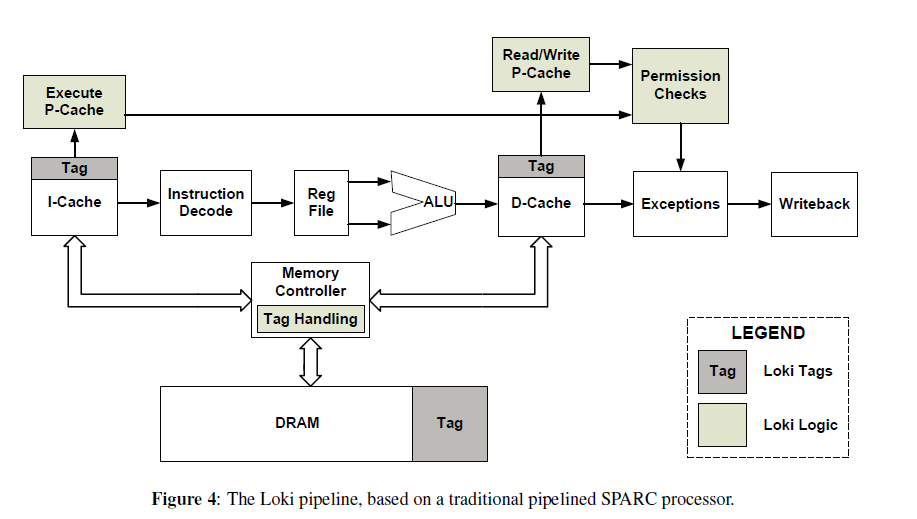 Read/Write
P-Cache
Permission
Checks
Execute
P-Cache
Tag
I-Cache
Instruction
Decode
Reg
File
ALU
Tag
D-Cache
Exceptions
Writeback
Memory
Controller
Tag Handling
DRAM
Tag
LEGEND
Tag
Loki Tags
Loki Logic
Figure 4: The Loki pipeline, based on a traditional pipelined SPARC processor.